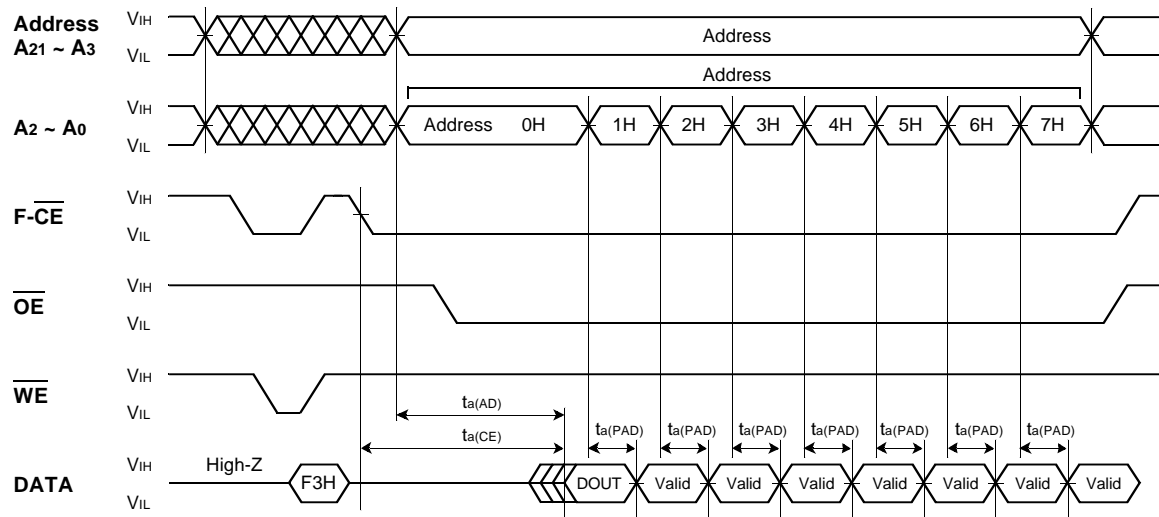 Address
A21 ~ A3
VIH
VIL
Address
Address
A2 ~ A0
VIH
VIL
Address 0H 1H 2H 3H 4H 5H 6H 7H
F-CE
VIH
VIL
OE
VIH
VIL
WE
VIH
VIL
ta(AD)
ta(CE)
ta(PAD) ta(PAD) ta(PAD) ta(PAD) ta(PAD) ta(PAD) ta(PAD)
DATA
VIH
VIL
High-Z
F3H
DOUT Valid Valid Valid Valid Valid Valid Valid